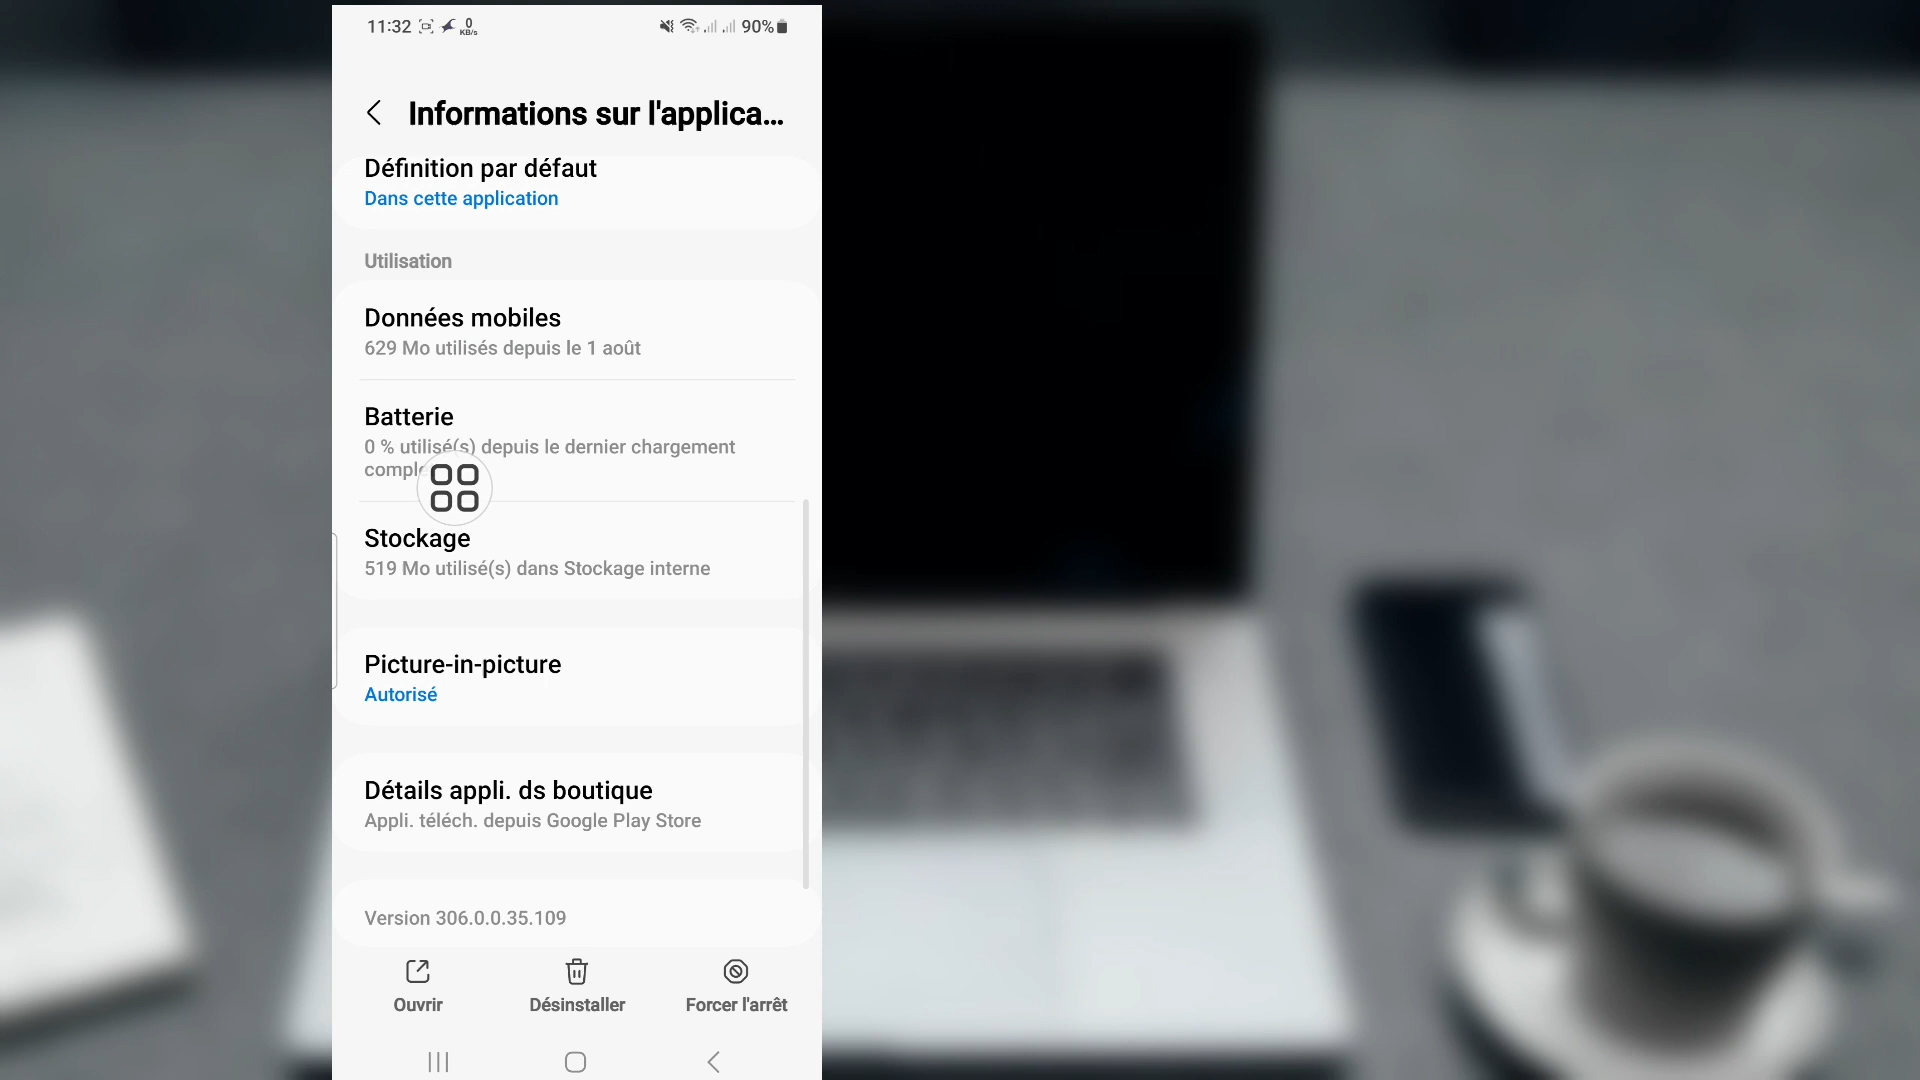 11:32 0 KB/s 90%
Informations sur l'applica...
Définition par défaut
Dans cette application
Utilisation
Données mobiles
629 Mo utilisés depuis le 1 août
Batterie
0 % utilisé(s) depuis le dernier chargement
Stockage
519 Mo utilisé(s) dans Stockage interne
Picture-in-picture
Autorisé
Détails appli. ds boutique
Appli. téléch. depuis Google Play Store
Version 306.0.0.35.109
Ouvrir
Désinstaller
Forcer l'arrêt